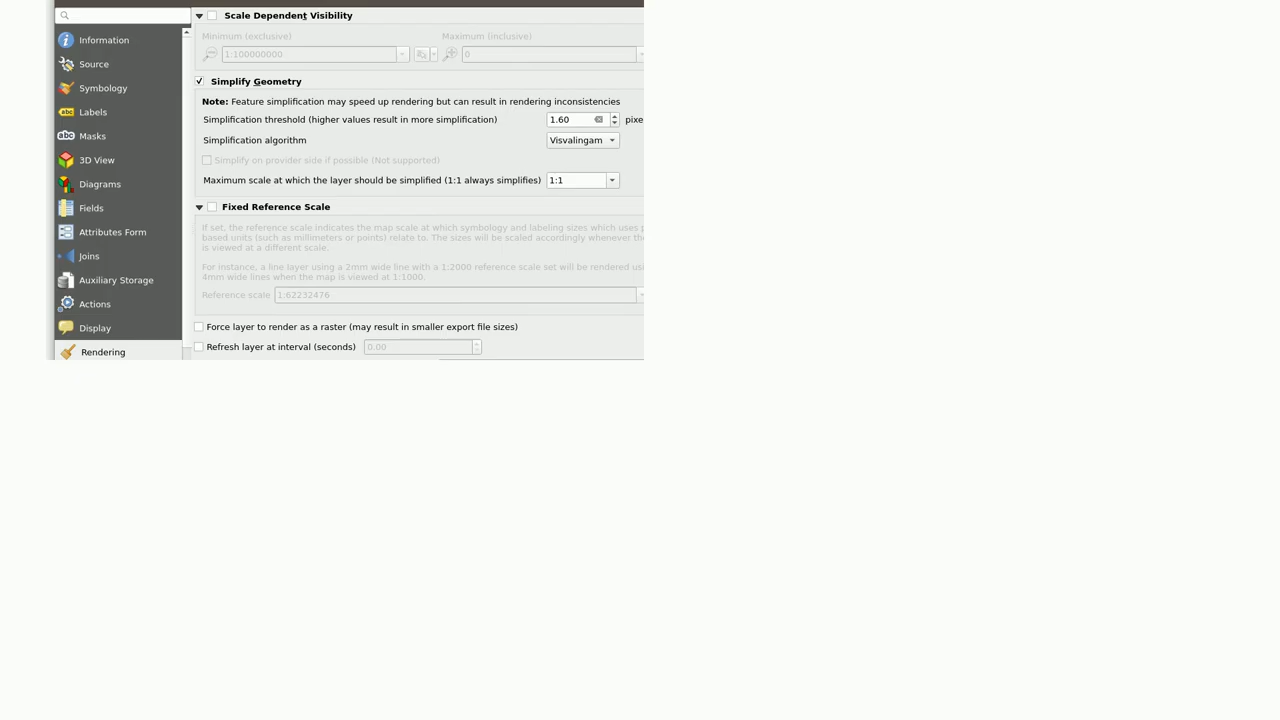 Scale Dependent Visibility
Minimum (exclusive)
Maximum (inclusive)
1:100000000
0
Information
Source
Symbology
Labels
Masks
3D View
Diagrams
Fields
Attributes Form
Joins
Auxiliary Storage
Actions
Display
Rendering
Simplify Geometry
Note: Feature simplification may speed up rendering but can result in rendering inconsistencies
Simplification threshold (higher values result in more simplification) 1.60 pixe
Simplification algorithm Visvalingam
Simplify on provider side if possible (Not supported)
Maximum scale at which the layer should be simplified (1:1 always simplifies) 1:1
Fixed Reference Scale
If set, the reference scale indicates the map scale at which symbology and labeling sizes which uses p
based units (such as millimeters or points) relate to. The sizes will be scaled accordingly whenever the
is viewed at a different scale.
For instance, a line layer using a 2mm wide line with a 1:2000 reference scale set will be rendered usi
4mm wide lines when the map is viewed at 1:1000.
Reference scale 1:62232476
Force layer to render as a raster (may result in smaller export file sizes)
Refresh layer at interval (seconds) 0.00